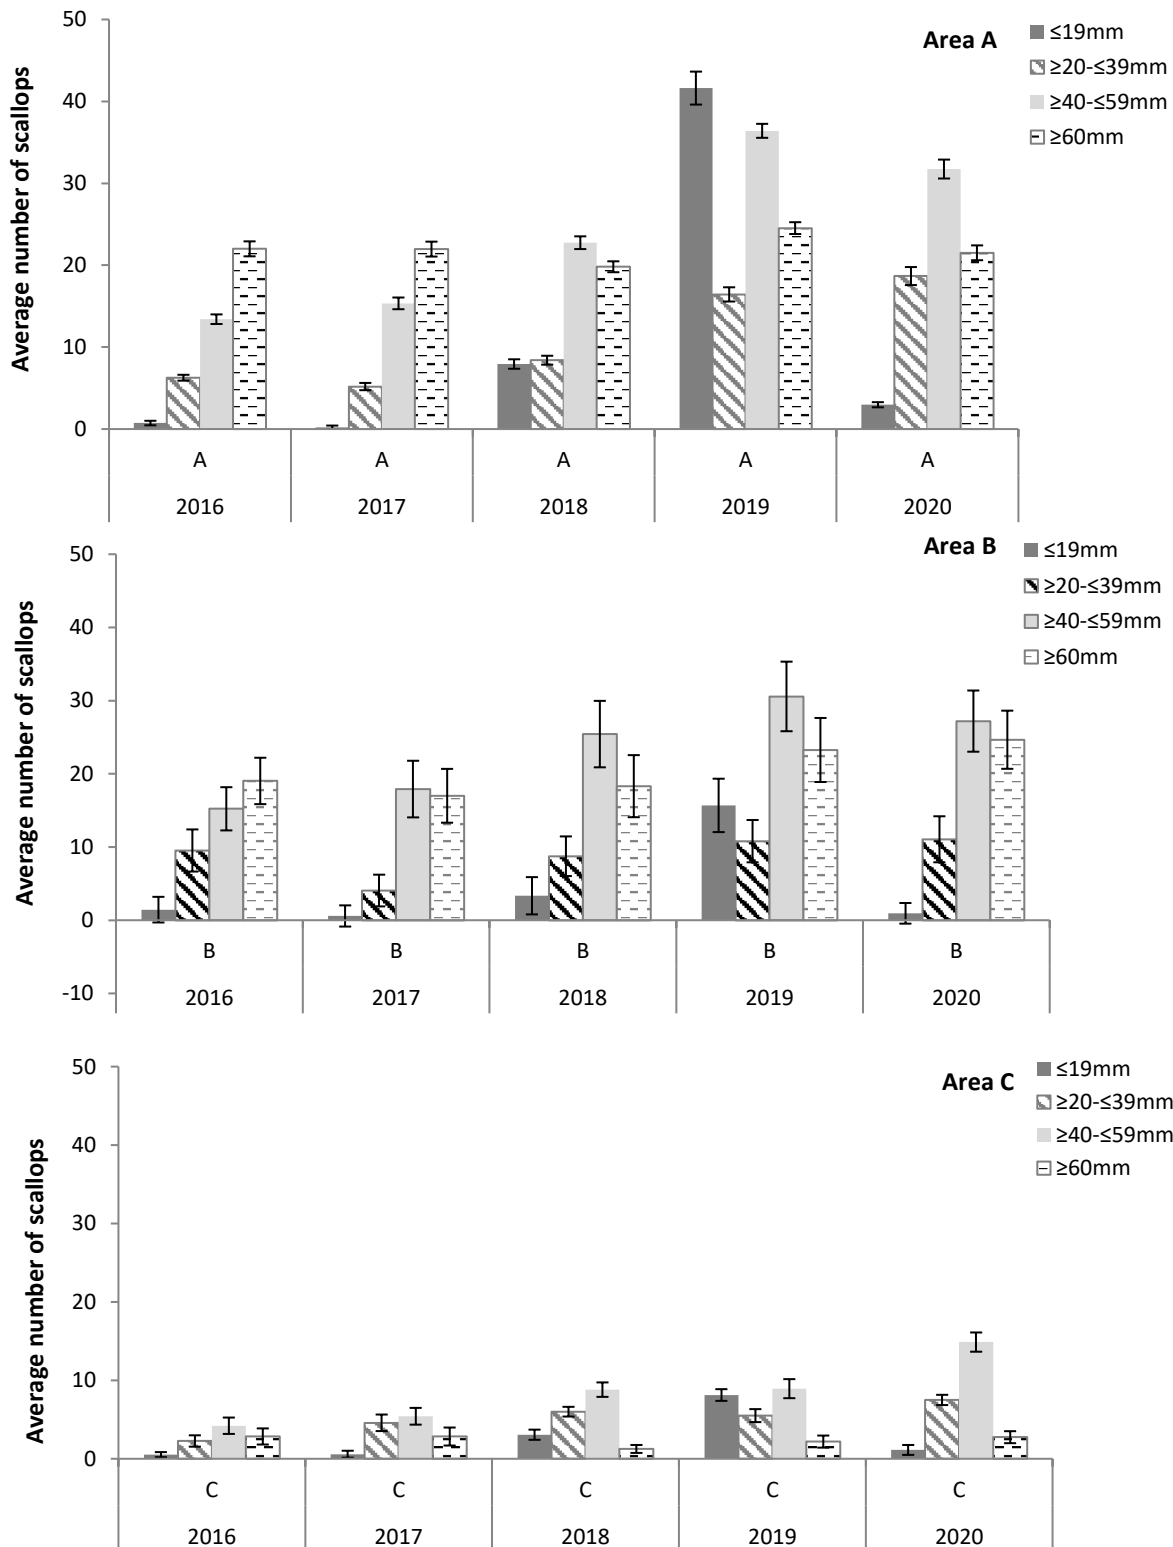 50
40
30
20
10
0
Average number of scallops
Area A
≤19mm
≥20-≤39mm
≥40-≤59mm
≥60mm
A A A A A
2016 2017 2018 2019 2020
50
40
30
20
10
0
-10
Average number of scallops
Area B
≤19mm
≥20-≤39mm
≥40-≤59mm
≥60mm
B B B B B
2016 2017 2018 2019 2020
50
40
30
20
10
0
Average number of scallops
Area C
≤19mm
≥20-≤39mm
≥40-≤59mm
≥60mm
C C C C C
2016 2017 2018 2019 2020